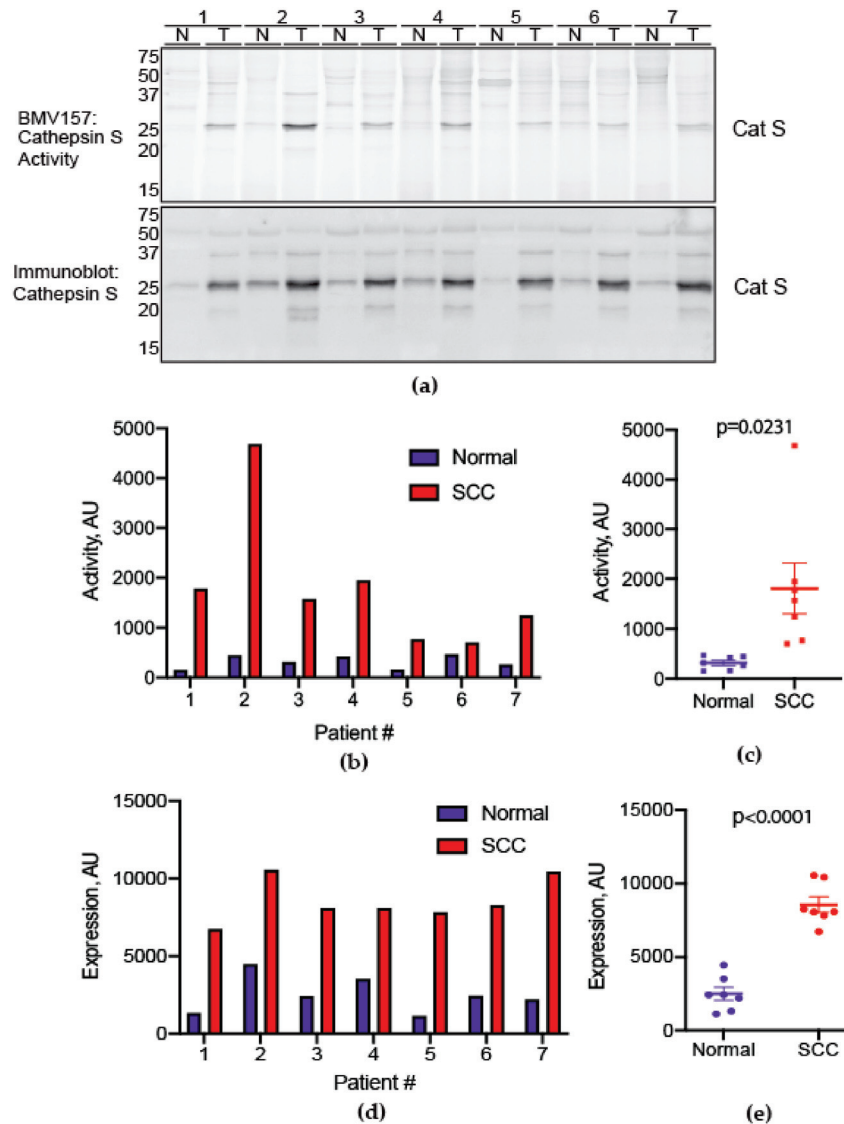 1 2 3 4 5 6 7
N T N T N T N T N T N T N T
75
50
37
25
20
15
BMV157:
Cathepsin S
Activity
Cat S
75
50
37
25
20
15
Immunoblot:
Cathepsin S
Cat S
(a)
5000
4000
3000
2000
1000
0
Activity, AU
Normal
SCC
1 2 3 4 5 6 7
Patient #
(b)
p=0.0231
5000
4000
3000
2000
1000
0
Activity, AU
Normal SCC
(c)
15000
10000
5000
0
Expression, AU
Normal
SCC
1 2 3 4 5 6 7
Patient #
(d)
p<0.0001
15000
10000
5000
0
Expression, AU
Normal SCC
(e)